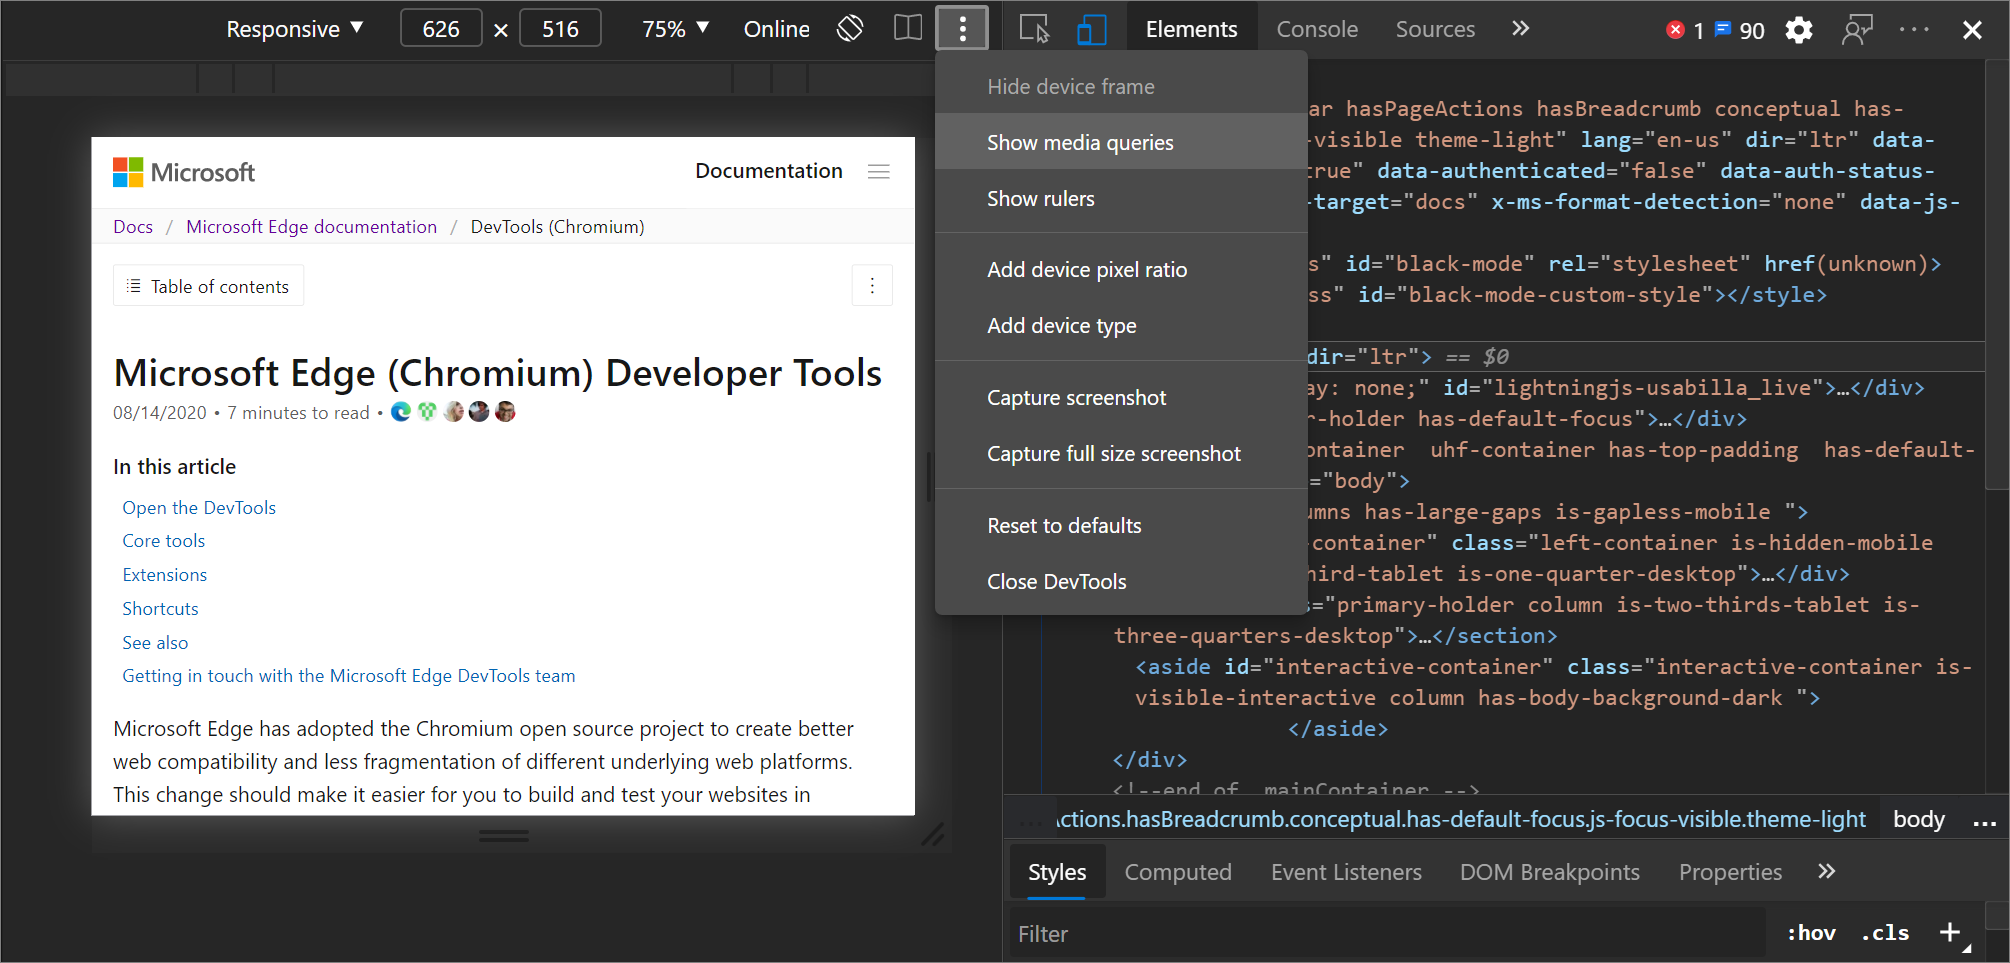 Responsive ▼ 626 × 516 75% ▼ Online
Elements Console Sources » 1 90
Hide device frame
Show media queries
Show rulers
Add device pixel ratio
Add device type
Capture screenshot
Capture full size screenshot
Reset to defaults
Close DevTools
Microsoft
Documentation
Docs / Microsoft Edge documentation / DevTools (Chromium)
Table of contents
Microsoft Edge (Chromium) Developer Tools
08/14/2020 • 7 minutes to read •
In this article
Open the DevTools
Core tools
Extensions
Shortcuts
See also
Getting in touch with the Microsoft Edge DevTools team
Microsoft Edge has adopted the Chromium open source project to create better
web compatibility and less fragmentation of different underlying web platforms.
This change should make it easier for you to build and test your websites in
ar hasPageActions hasBreadcrumb conceptual has-
-visible theme-light" lang="en-us" dir="ltr" data-
true" data-authenticated="false" data-auth-status-
-target="docs" x-ms-format-detection="none" data-js-
s" id="black-mode" rel="stylesheet" href(unknown)>
ss" id="black-mode-custom-style"></style>
dir="ltr"> == $0
ay: none;" id="lightningjs-usabilla_live">…</div>
r-holder has-default-focus">…</div>
ontainer uhf-container has-top-padding has-default-
="body">
umns has-large-gaps is-gapless-mobile ">
-container" class="left-container is-hidden-mobile
hird-tablet is-one-quarter-desktop">…</div>
s="primary-holder column is-two-thirds-tablet is-
three-quarters-desktop">…</section>
<aside id="interactive-container" class="interactive-container is-
visible-interactive column has-body-background-dark ">
</aside>
</div>
<!--end of .mainContainer -->
... Actions.hasBreadcrumb.conceptual.has-default-focus.js-focus-visible.theme-light body ...
Styles Computed Event Listeners DOM Breakpoints Properties »
Filter :hov .cls +